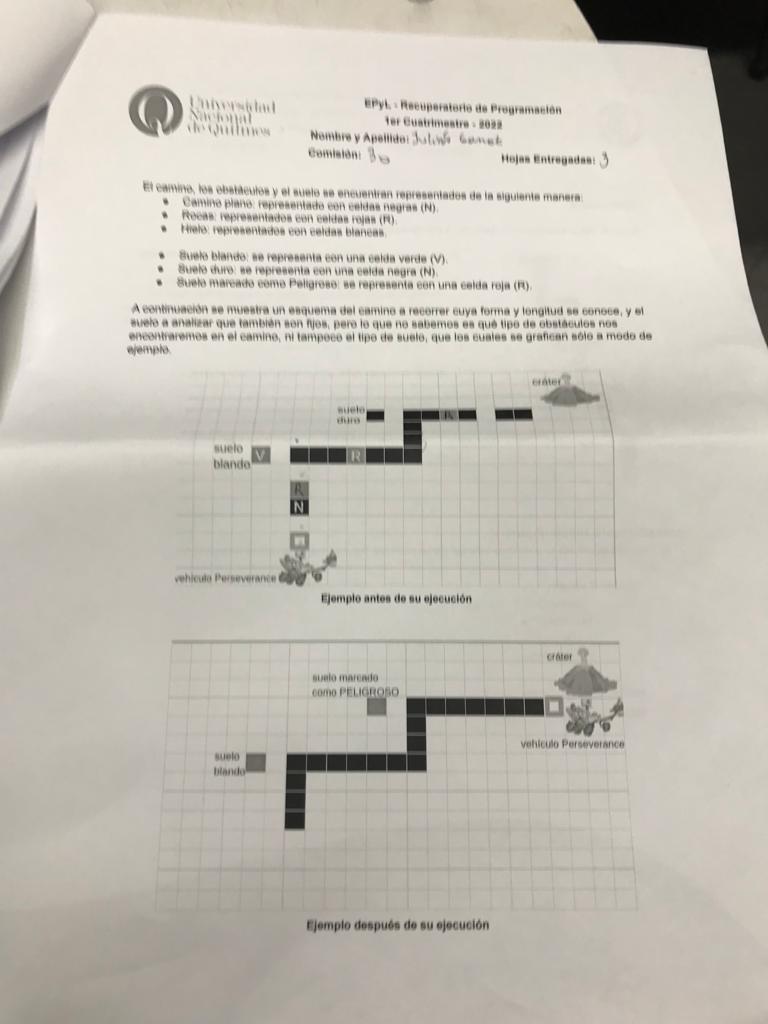 Universidad
Nacional
de Quilmes
EPyL - Recuperatorio de Programación
1er Cuatrimestre - 2022
Nombre y Apellido:
Comisión:
Hojas Entregadas: 3
El camino, los obstáculos y el suelo se encuentran representados de la siguiente manera:
• Camino plano: representado con celdas negras (N).
• Rocas: representados con celdas rojas (R).
• Hielo: representados con celdas blancas.
• Suelo blando: se representa con una celda verde (V).
• Suelo duro: se representa con una celda negra (N).
• Suelo marcado como Peligroso: se representa con una celda roja (R).
A continuación se muestra un esquema del camino a recorrer cuya forma y longitud se conoce, y el
suelo a analizar que también son fijos, pero lo que no sabemos es qué tipo de obstáculos nos
encontraremos en el camino, ni tampoco el tipo de suelo, que los cuales se grafican sólo a modo de
ejemplo.
cráter
suelo
duro
R
suelo
blando
V
R
R
N
vehículo Perseverance
Ejemplo antes de su ejecución
cráter
suelo marcado
como PELIGROSO
vehículo Perseverance
suelo
blando
Ejemplo después de su ejecución